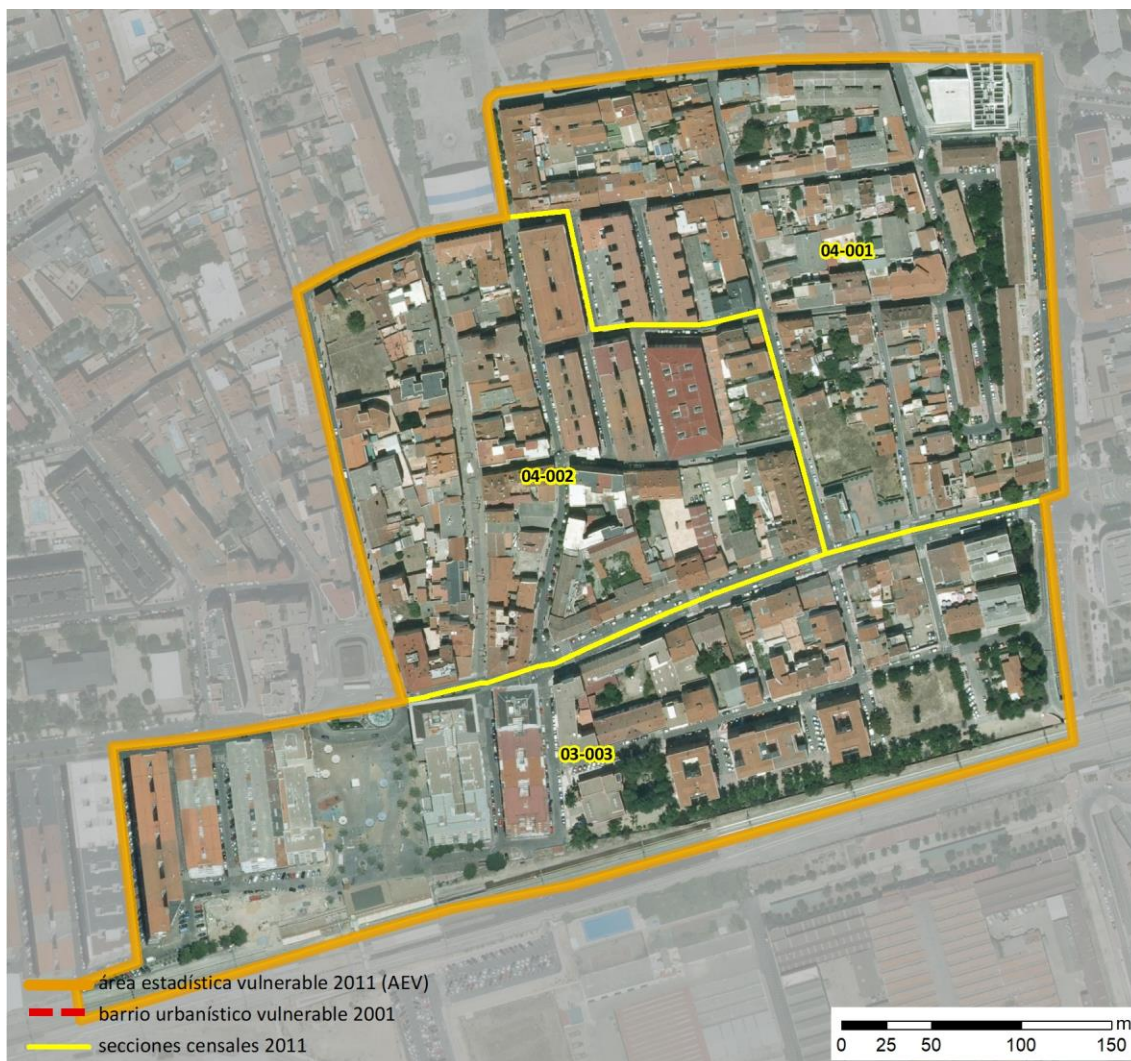 04-001
04-002
03-003
área estadística vulnerable 2011 (AEV)
barrio urbanístico vulnerable 2001
secciones censales 2011
m
0 25 50 100 150